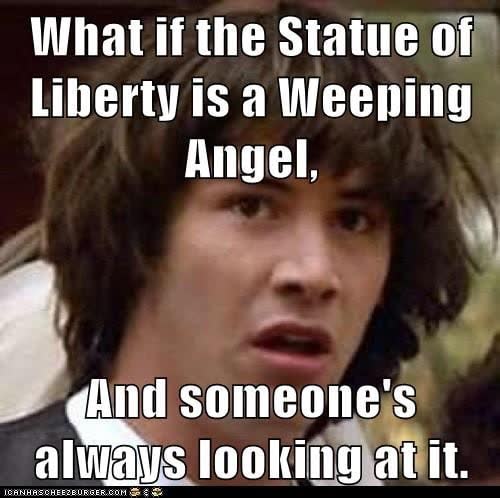 What if the Statue of
Liberty is a Weeping
Angel,
And someone's
always looking at it.
ICANHASCHEEZBURGER.COM